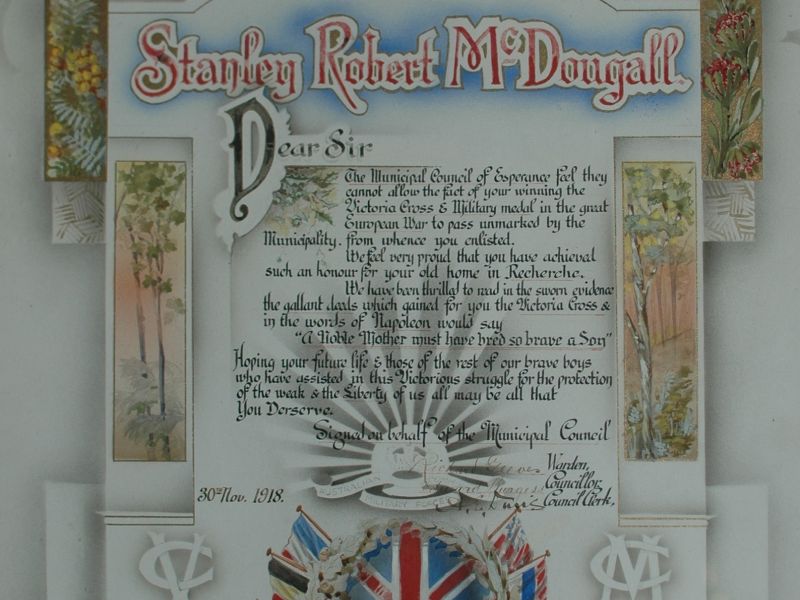 Stanley Robert McDougall.
Dear Sir
The Municipal Council of Esperance feel they
cannot allow the fact of your winning the
Victoria Cross & Military medal in the great
European War to pass unmarked by the
Municipality. from whence you enlisted.
We feel very proud that you have achieval
such an honour for your old home in Recherche.
We have been thrilled to read in the sworn evidence
the gallant deeds which gained for you the Victoria Cross &
in the words of Napoleon would say
"A Noble Mother must have bred so brave a Son"
Hoping your future life & those of the rest of our brave boys
who have assisted in this Victorious struggle for the protection
of the weak & the Liberty of us all may be all that
You Derserve.
Signed on behalf of the Municipal Council
Warden,
Councillor,
30th Nov. 1918.
Council Clerk.
AUSTRALIAN
MILITARY FORCES
VC
MC